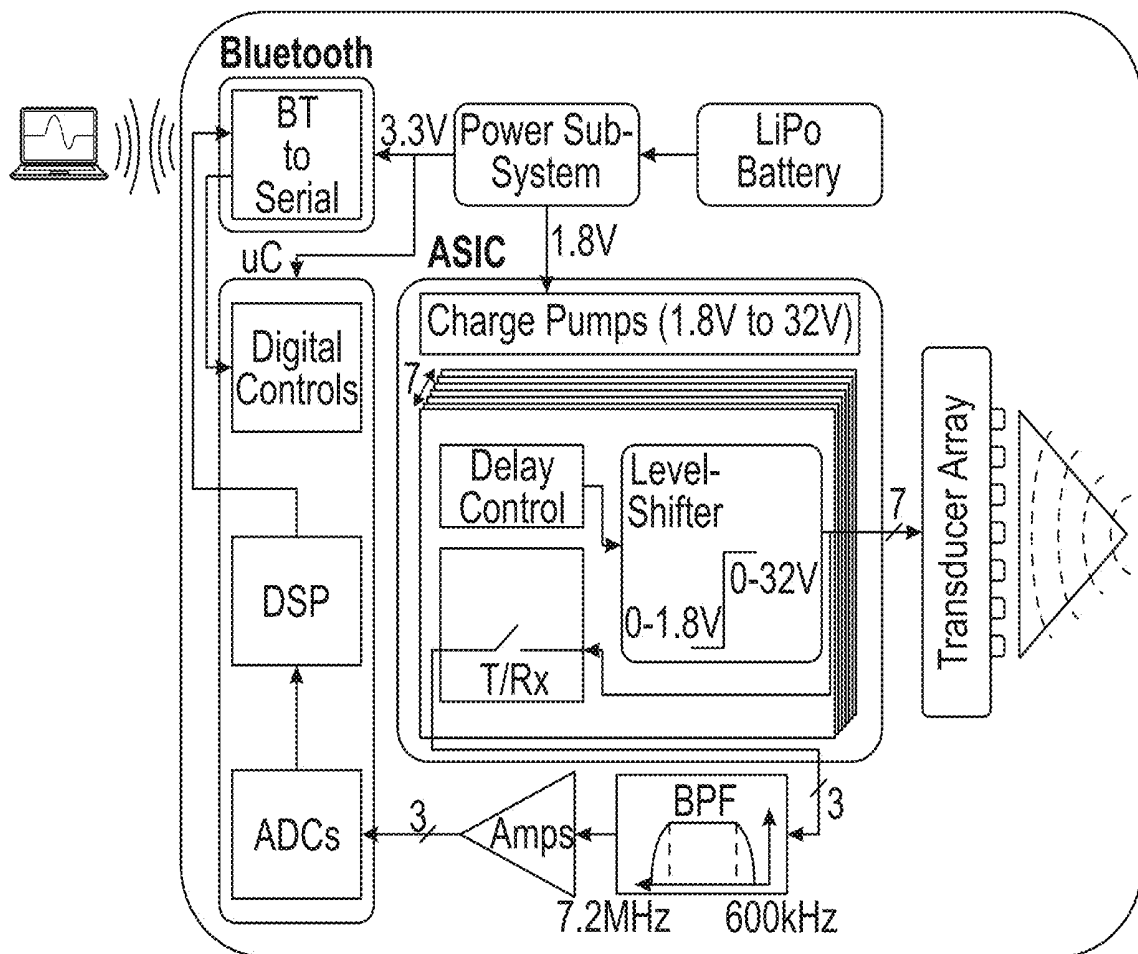 Bluetooth
BT
to
Serial
3.3V
Power Sub-
System
LiPo
Battery
1.8V
uC
ASIC
Charge Pumps (1.8V to 32V)
Digital
Controls
7
Delay
Control
Level-
Shifter
0-32V
0-1.8V
7
Transducer Array
DSP
T/Rx
ADCs
3
Amps
BPF
3
7.2MHz
600kHz